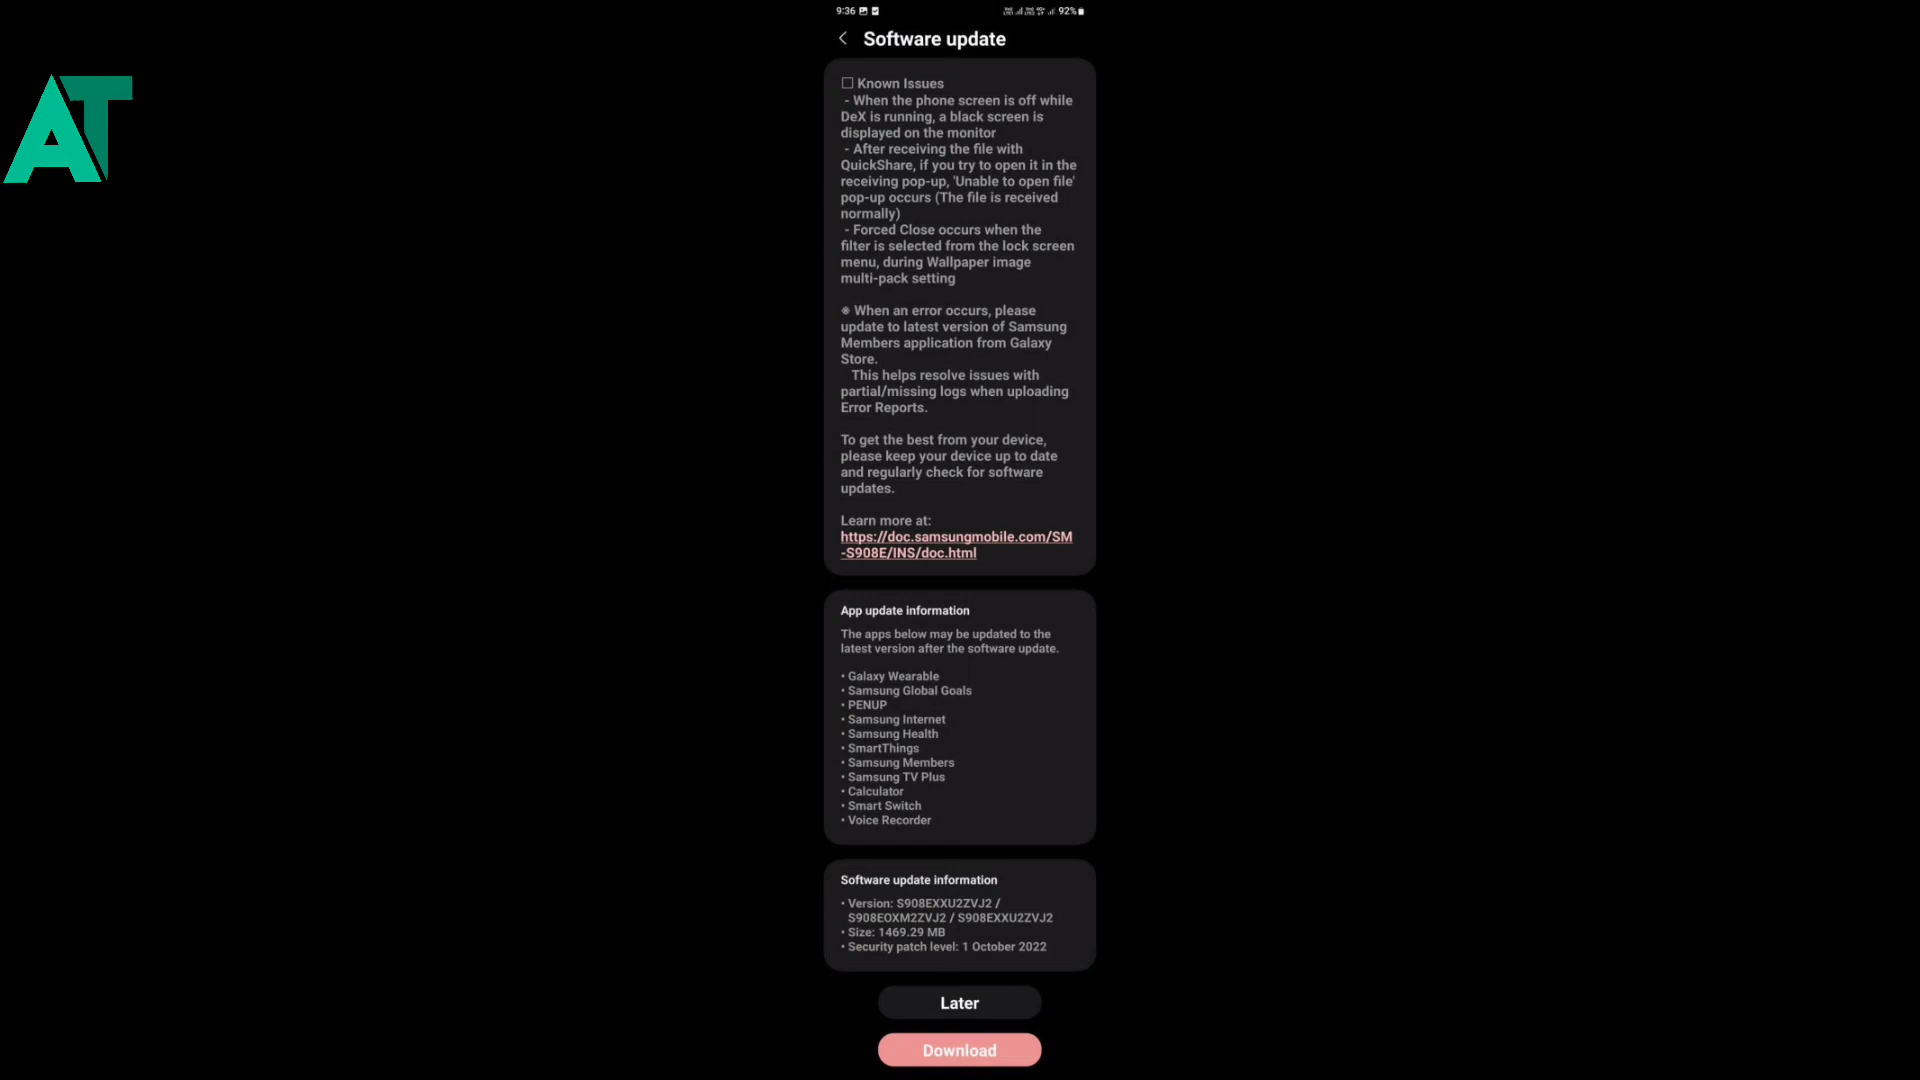 9:36
92%
Software update
AT
☐ Known Issues
- When the phone screen is off while
DeX is running, a black screen is
displayed on the monitor
- After receiving the file with
QuickShare, if you try to open it in the
receiving pop-up, 'Unable to open file'
pop-up occurs (The file is received
normally)
- Forced Close occurs when the
filter is selected from the lock screen
menu, during Wallpaper image
multi-pack setting
※ When an error occurs, please
update to latest version of Samsung
Members application from Galaxy
Store.
This helps resolve issues with
partial/missing logs when uploading
Error Reports.
To get the best from your device,
please keep your device up to date
and regularly check for software
updates.
Learn more at:
https://doc.samsungmobile.com/SM
-S908E/INS/doc.html
App update information
The apps below may be updated to the
latest version after the software update.
• Galaxy Wearable
• Samsung Global Goals
• PENUP
• Samsung Internet
• Samsung Health
• SmartThings
• Samsung Members
• Samsung TV Plus
• Calculator
• Smart Switch
• Voice Recorder
Software update information
• Version: S908EXXU2ZVJ2 /
S908EOXM2ZVJ2 / S908EXXU2ZVJ2
• Size: 1469.29 MB
• Security patch level: 1 October 2022
Later
Download